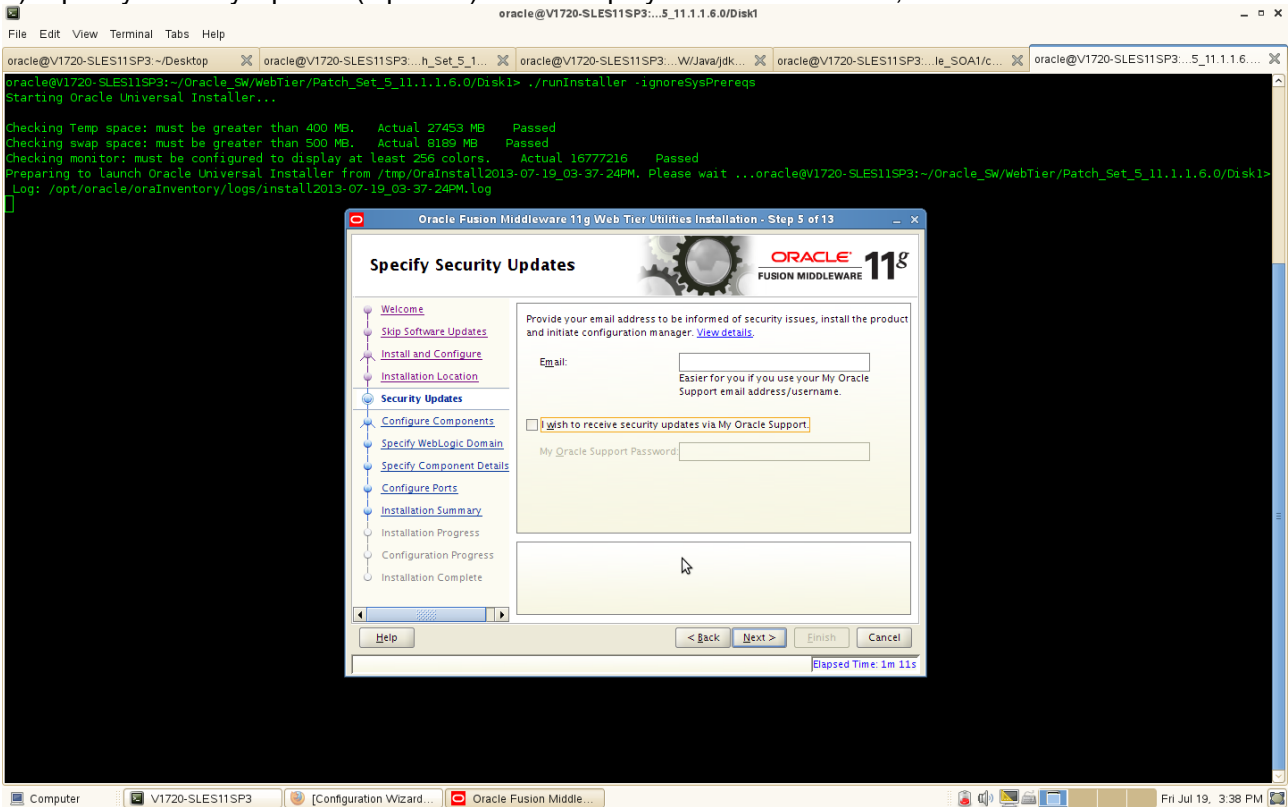 oracle@V1720-SLES11SP3:...5_11.1.1.6.0/Disk1
File Edit View Terminal Tabs Help
oracle@V1720-SLES11SP3:~/Desktop oracle@V1720-SLES11SP3:...h_Set_5_1... oracle@V1720-SLES11SP3:...W/Java/jdk... oracle@V1720-SLES11SP3:...le_SOA1/c... oracle@V1720-SLES11SP3:...5_11.1.1.6....
oracle@V1720-SLES11SP3:~/Oracle_SW/WebTier/Patch_Set_5_11.1.1.6.0/Disk1> ./runInstaller -ignoreSysPrereqs
Starting Oracle Universal Installer...
Checking Temp space: must be greater than 400 MB.   Actual 27453 MB    Passed
Checking swap space: must be greater than 500 MB.   Actual 8189 MB    Passed
Checking monitor: must be configured to display at least 256 colors.    Actual 16777216    Passed
Preparing to launch Oracle Universal Installer from /tmp/OraInstall2013-07-19_03-37-24PM. Please wait ...oracle@V1720-SLES11SP3:~/Oracle_SW/WebTier/Patch_Set_5_11.1.1.6.0/Disk1>
Log: /opt/oracle/oraInventory/logs/install2013-07-19_03-37-24PM.log
Oracle Fusion Middleware 11g Web Tier Utilities Installation - Step 5 of 13
Specify Security Updates
ORACLE
FUSION MIDDLEWARE 11g
Welcome
Skip Software Updates
Install and Configure
Installation Location
Security Updates
Configure Components
Specify WebLogic Domain
Specify Component Details
Configure Ports
Installation Summary
Installation Progress
Configuration Progress
Installation Complete
Provide your email address to be informed of security issues, install the product
and initiate configuration manager. View details.
Email:
Easier for you if you use your My Oracle
Support email address/username.
I wish to receive security updates via My Oracle Support.
My Oracle Support Password:
Help < Back Next > Finish Cancel
Elapsed Time: 1m 11s
Computer V1720-SLES11SP3 [Configuration Wizard... Oracle Fusion Middle... Fri Jul 19, 3:38 PM